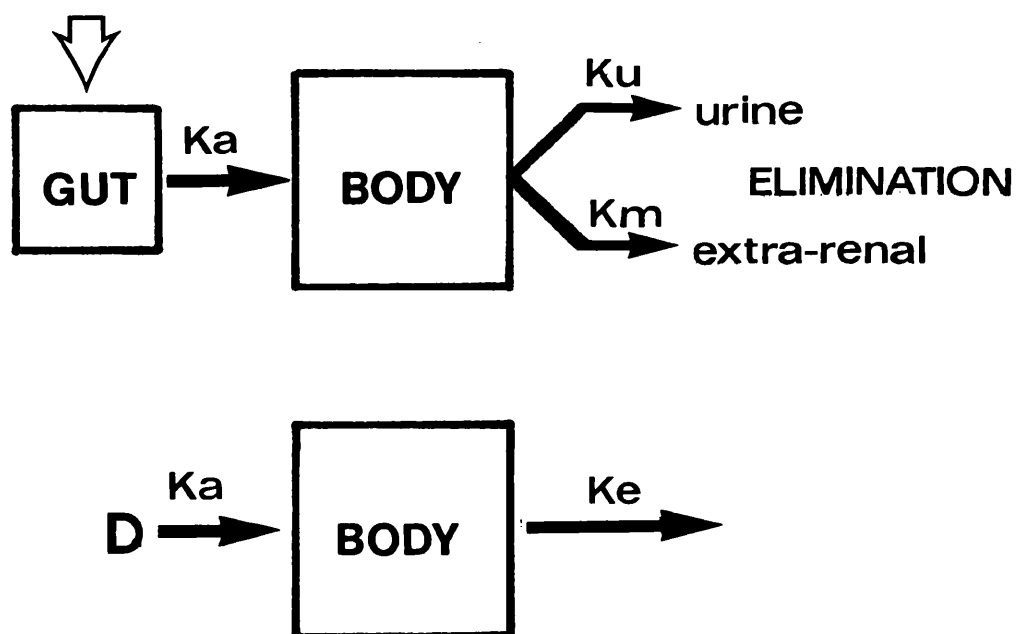 Ku
urine
Ka
GUT
BODY
ELIMINATION
Km
extra-renal
Ka
D
BODY
Ke